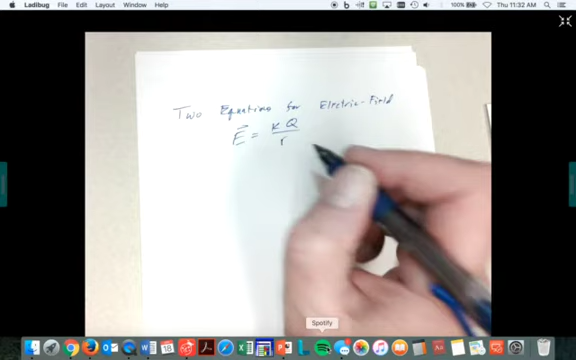 Ladibug File Edit Layout Window Help 100% Thu 11:32 AM
Two Equations for Electric-Field
E⃗ = kQ/r
Spotify